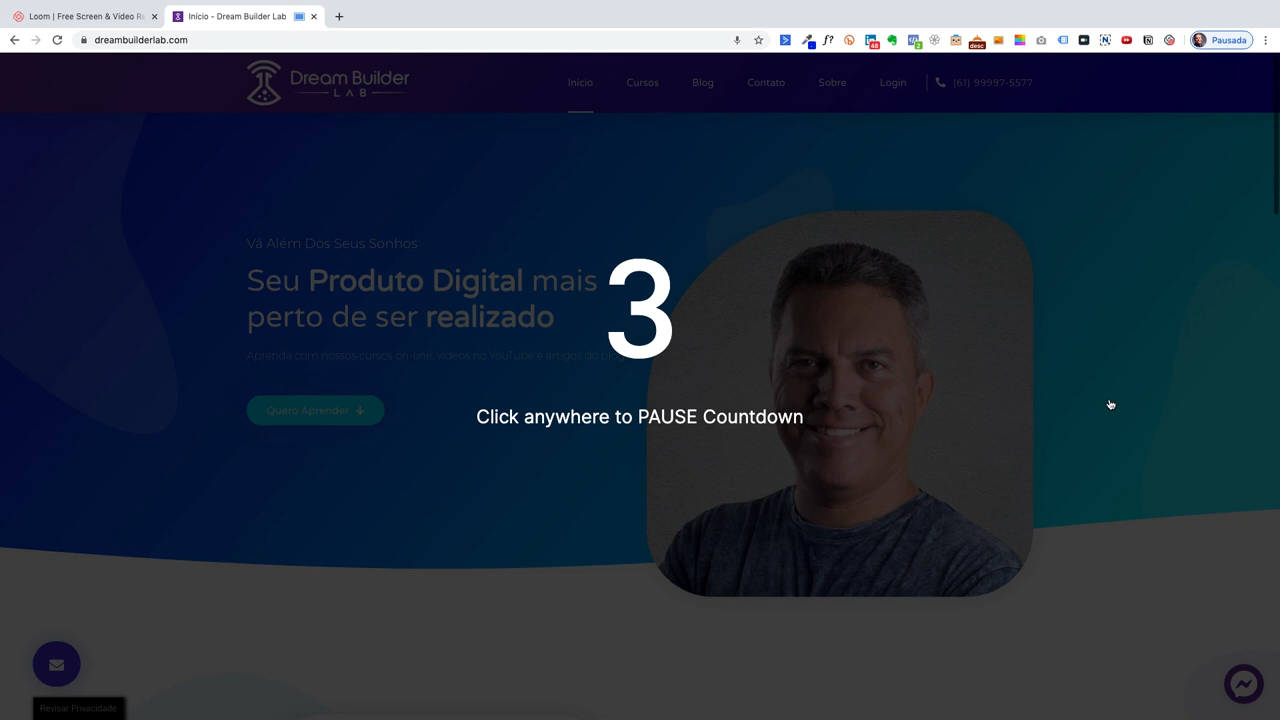 Loom | Free Screen & Video Re
Início - Dream Builder Lab
dreambuilderlab.com
f?
48
2
desc
Pausada
Dream Builder
LAB
Início
Cursos
Blog
Contato
Sobre
Login
(61) 99997-5577
Vá Além Dos Seus Sonhos
Seu Produto Digital mais
perto de ser realizado
Aprenda com nossos cursos on-line, vídeos no YouTube e artigos do blog
Quero Aprender
3
Click anywhere to PAUSE Countdown
Revisar Privacidade